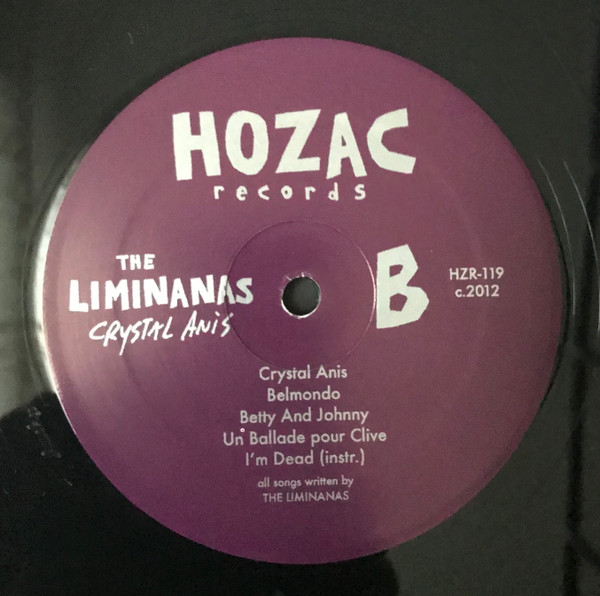 HOZAC
records
THE
LIMINANAS
CRYSTAL ANIS
B
HZR-119
c.2012
Crystal Anis
Belmondo
Betty And Johnny
Un Ballade pour Clive
I'm Dead (instr.)
all songs written by
THE LIMINANAS